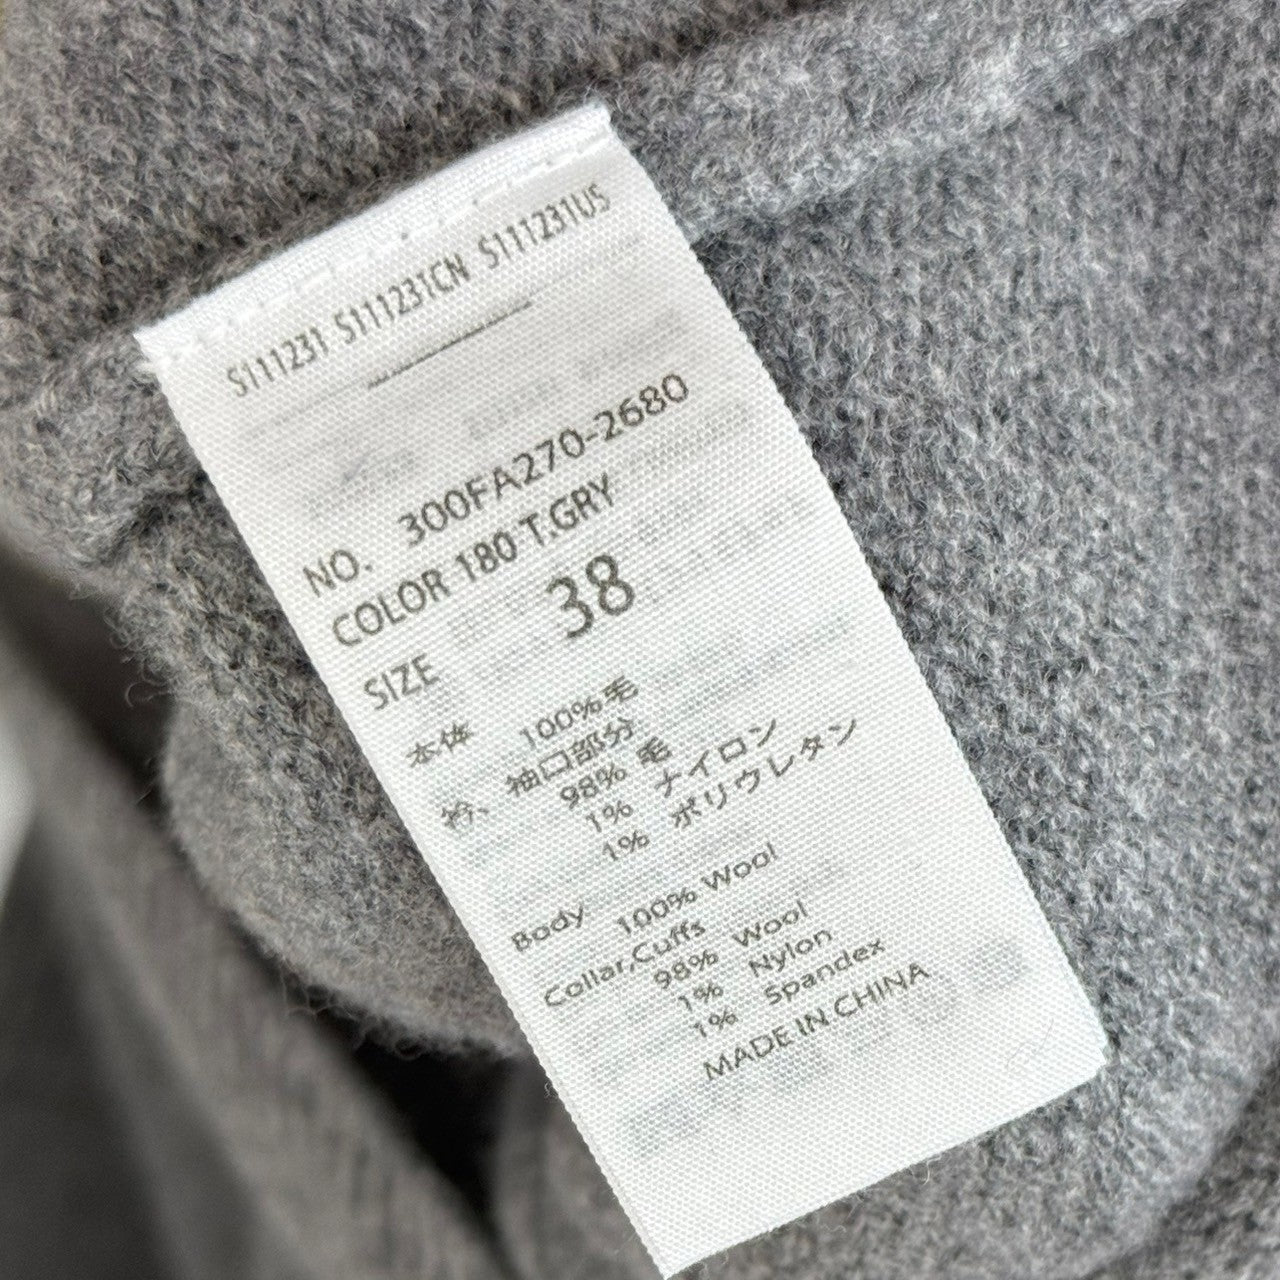 S111231 S111231CN S111231US
NO. 300FA270-2680
COLOR 180 T.GRY
SIZE 38
本体 100%毛
衿、袖口部分
98% 毛
1% ナイロン
1% ポリウレタン
Body 100% Wool
Collar,Cuffs
98% Wool
1% Nylon
1% Spandex
MADE IN CHINA